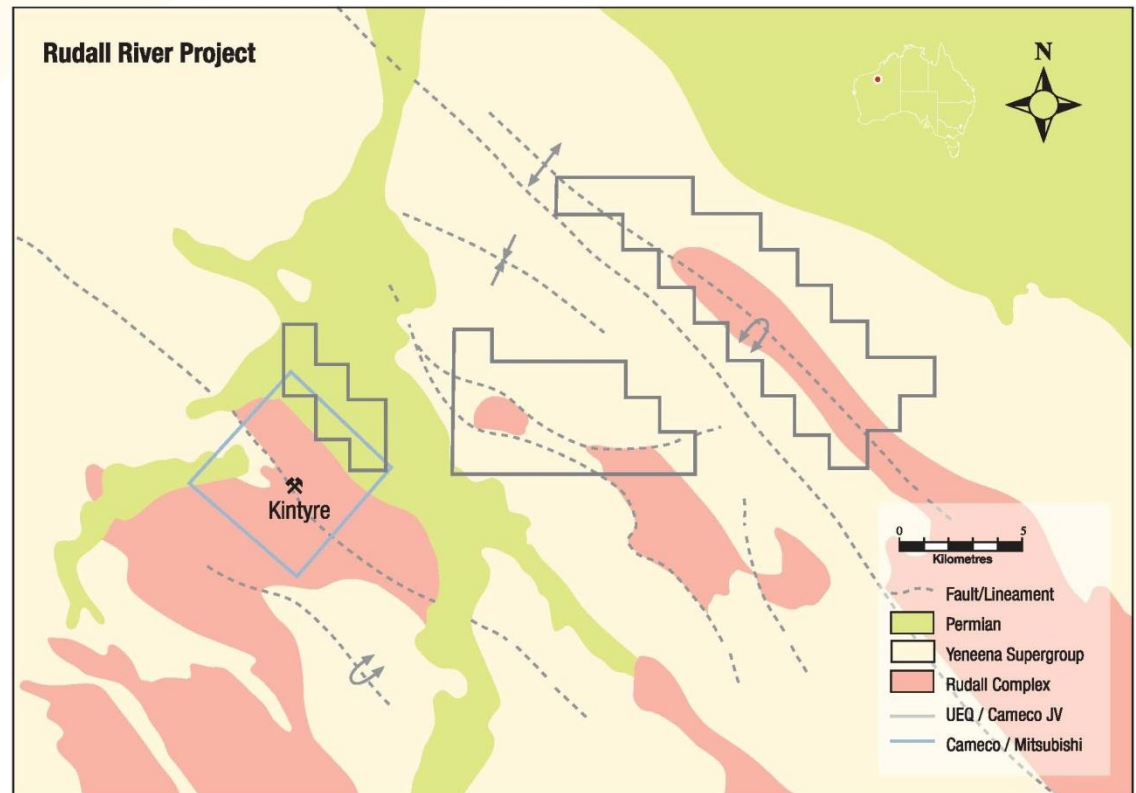 Rudall River Project
N
Kintyre
0 5
Kilometres
Fault/Lineament
Permian
Yeneena Supergroup
Rudall Complex
UEQ / Cameco JV
Cameco / Mitsubishi